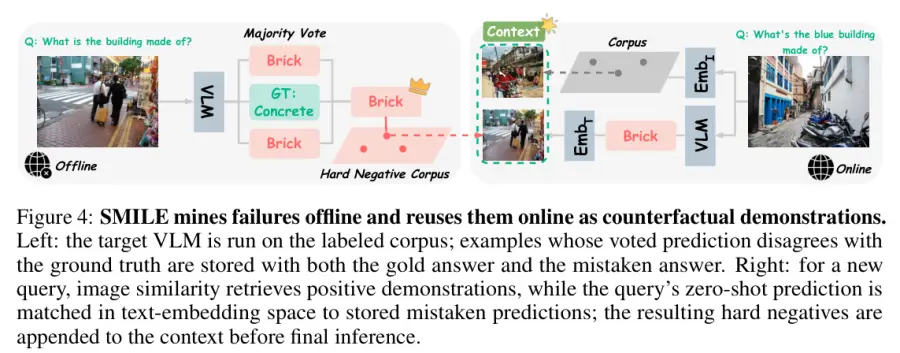 Q: What is the building made of?
Majority Vote
Brick
VLM
GT:
Concrete
Brick
Brick
Offline
Hard Negative Corpus
Context
Corpus
Q: What's the blue building
made of?
Emb_I
Emb_T
Brick
VLM
Online
Figure 4: SMILE mines failures offline and reuses them online as counterfactual demonstrations.
Left: the target VLM is run on the labeled corpus; examples whose voted prediction disagrees with
the ground truth are stored with both the gold answer and the mistaken answer. Right: for a new
query, image similarity retrieves positive demonstrations, while the query's zero-shot prediction is
matched in text-embedding space to stored mistaken predictions; the resulting hard negatives are
appended to the context before final inference.